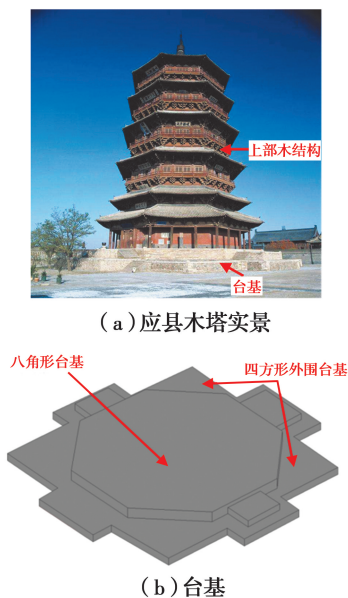 上部木结构
台基
（a）应县木塔实景
八角形台基
四方形外围台基
（b）台基